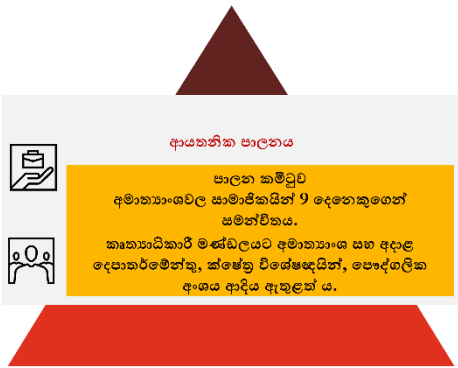 ආයතනික පාලනය
පාලන කමිටුව
අමාත්‍යාංශවල සාමාජිකයින් 9 දෙනෙකුගෙන්
සමන්විතය.
කෘත්‍යාධිකාරී මණ්ඩලයට අමාත්‍යාංශ සහ අදාළ
දෙපාර්තමේන්තු, ක්ෂේත්‍ර විශේෂඥයින්, පෞද්ගලික
අංශය ආදිය ඇතුළත් ය.